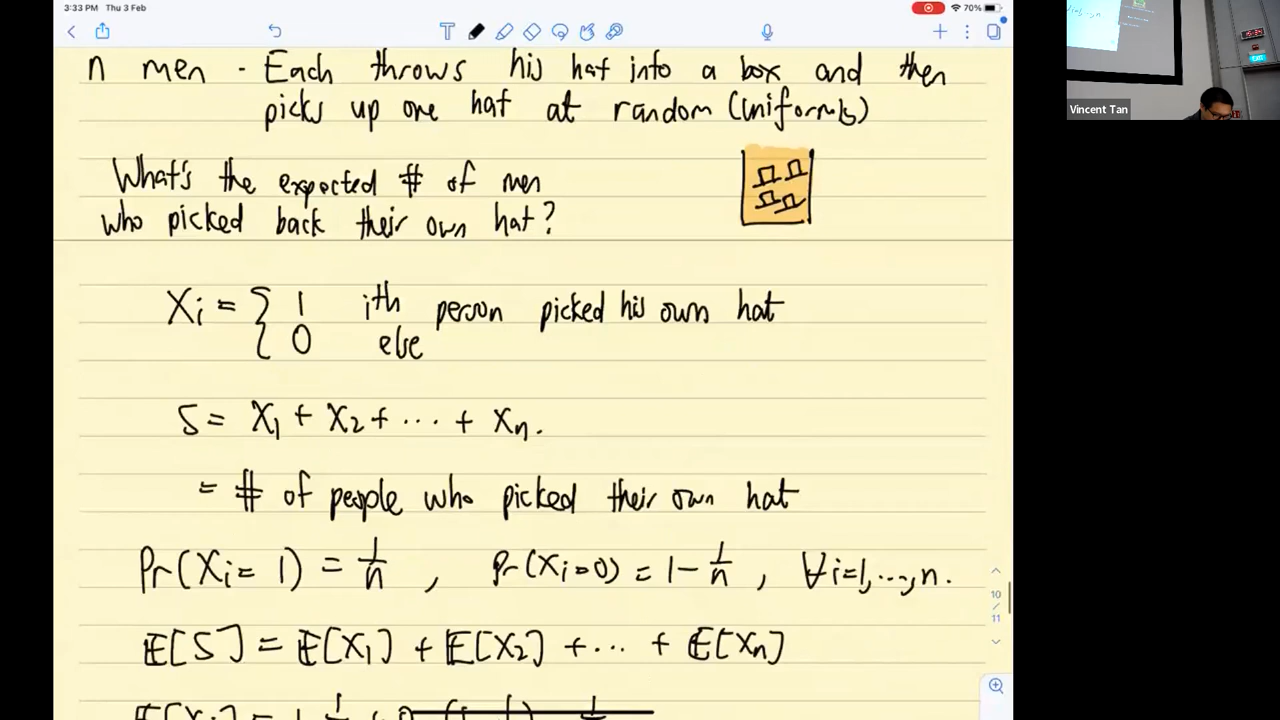 3:33 PM Thu 3 Feb
70%
n men - Each throws his hat into a box and then
picks up one hat at random (uniformly)
What's the expected # of men
who picked back their own hat?
Xi = { 1 ith person picked his own hat
0 else
S = X1 + X2 + ... + Xn.
= # of people who picked their own hat
Pr(Xi = 1) = 1/n , Pr(Xi=0) = 1 - 1/n , ∀i=1,...,n.
E[S] = E[X1] + E[X2] + ... + E[Xn]
10
/
11
Vincent Tan
EXIT